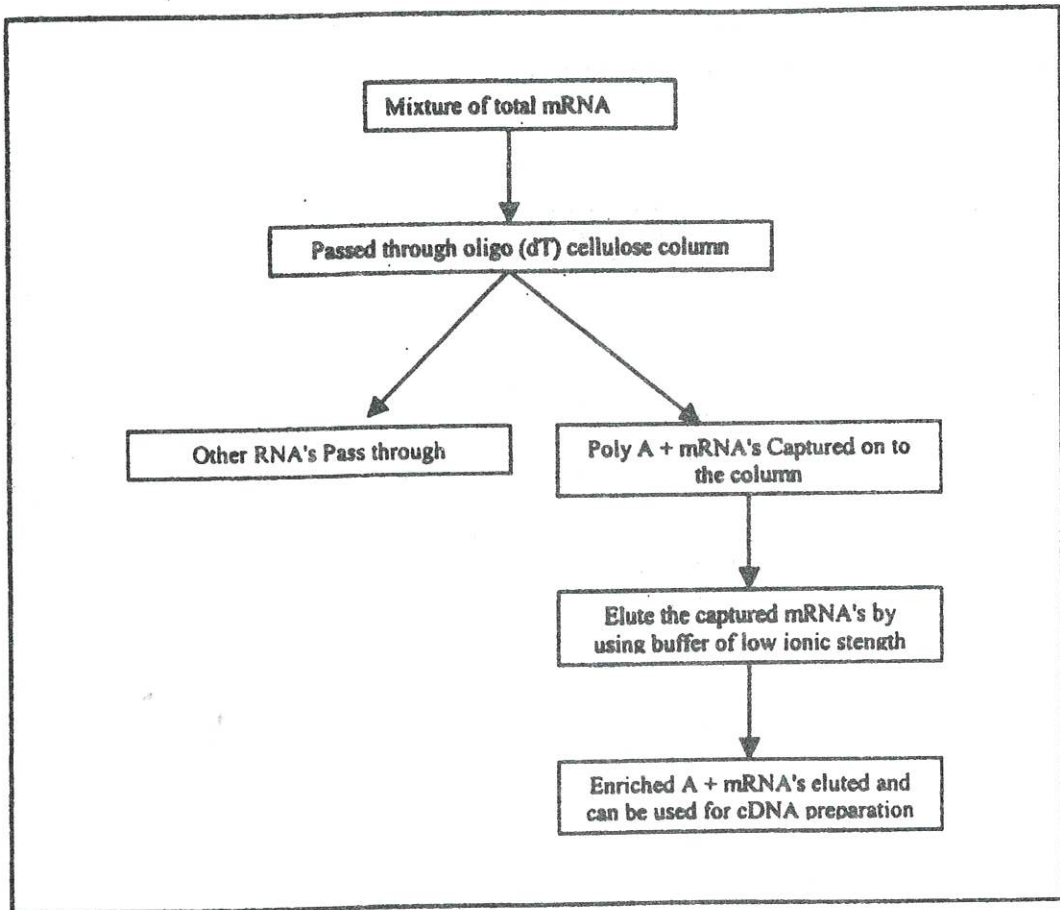 Mixture of total mRNA
Passed through oligo (dT) cellulose column
Other RNA's Pass through
Poly A + mRNA's Captured on to
the column
Elute the captured mRNA's by
using buffer of low ionic stength
Enriched A + mRNA's eluted and
can be used for cDNA preparation